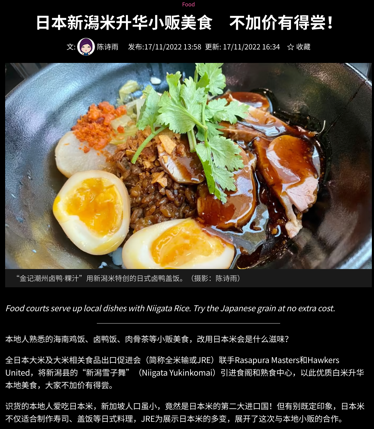 Food
日本新潟米升华小贩美食 不加价有得尝！
文: 陈诗雨 发布:17/11/2022 13:58 更新: 17/11/2022 16:34 ☆ 收藏
“金记潮州卤鸭·粿汁”用新潟米特创的日式卤鸭盖饭。（摄影：陈诗雨）
Food courts serve up local dishes with Niigata Rice. Try the Japanese grain at no extra cost.
本地人熟悉的海南鸡饭、卤鸭饭、肉骨茶等小贩美食，改用日本米会是什么滋味？
全日本大米及大米相关食品出口促进会（简称全米输或JRE）联手Rasapura Masters和Hawkers
United，将新潟县的“新潟雪子舞”（Niigata Yukinkomai）引进食阁和熟食中心，以此优质白米升华
本地美食，大家不加价有得尝。
识货的本地人爱吃日本米，新加坡人口虽小，竟然是日本米的第二大进口国！但有别既定印象，日本米
不仅适合制作寿司、盖饭等日式料理，JRE为展示日本米的多变，展开了这次与本地小贩的合作。